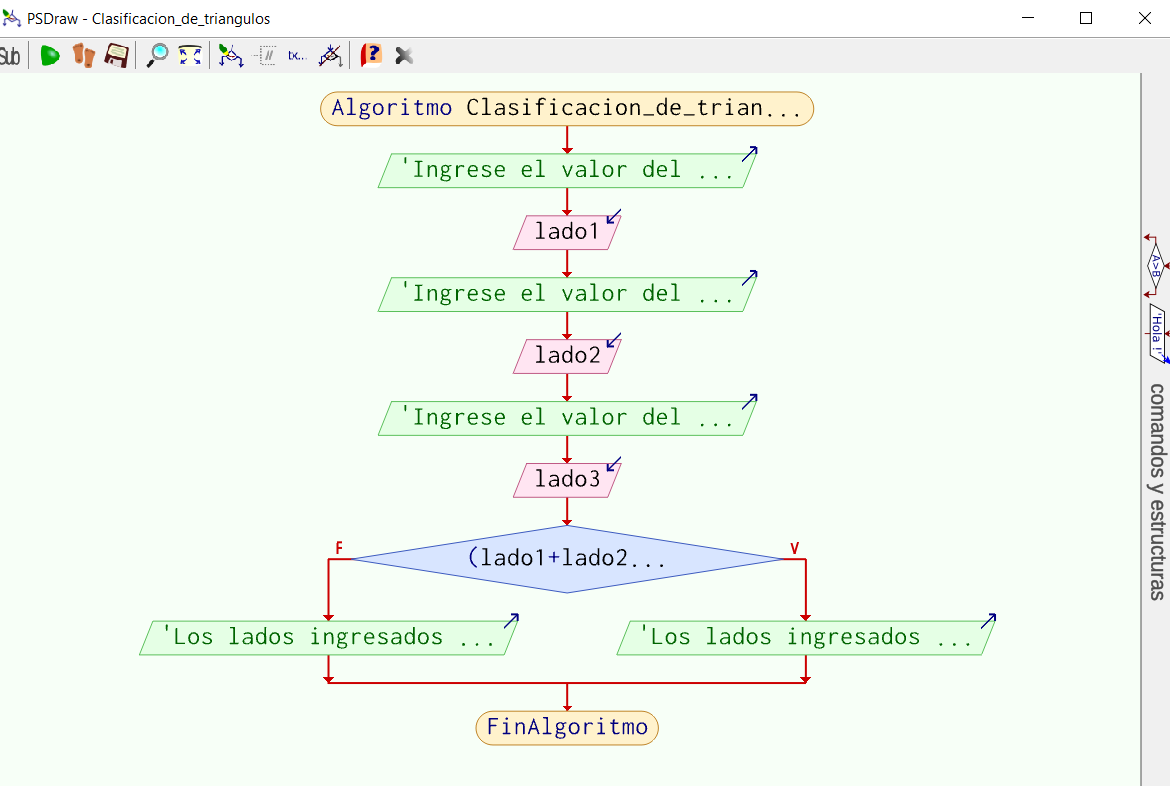 PSDraw - Clasificacion_de_triangulos
Sub
//
tx...
?
Algoritmo Clasificacion_de_trian...
'Ingrese el valor del ...
lado1
'Ingrese el valor del ...
lado2
'Ingrese el valor del ...
lado3
F
(lado1+lado2...
V
'Los lados ingresados ...
'Los lados ingresados ...
FinAlgoritmo
A>B
'Hola !'
comandos y estructuras